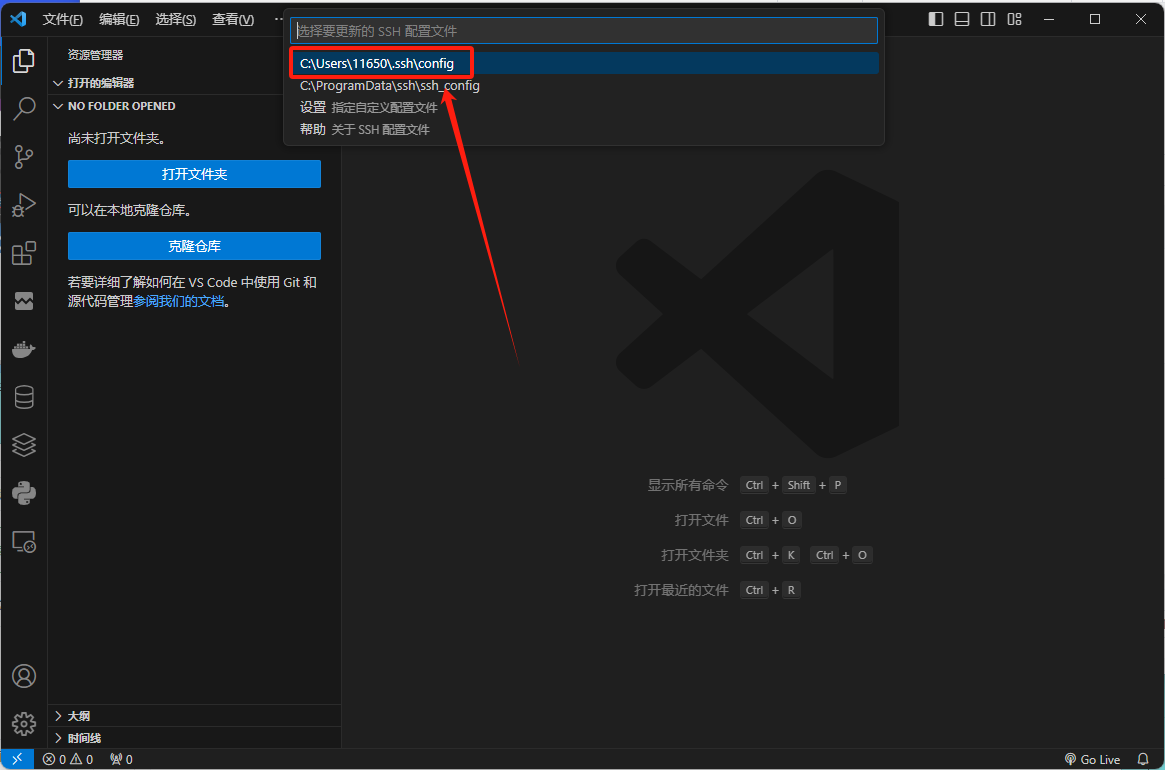 文件(F) 编辑(E) 选择(S) 查看(V) ··
选择要更新的 SSH 配置文件
C:\Users\11650\.ssh\config
C:\ProgramData\ssh\ssh_config
设置 指定自定义配置文件
帮助 关于 SSH 配置文件
资源管理器
打开的编辑器
NO FOLDER OPENED
尚未打开文件夹。
打开文件夹
可以在本地克隆仓库。
克隆仓库
若要详细了解如何在 VS Code 中使用 Git 和
源代码管理参阅我们的文档。
显示所有命令 Ctrl + Shift + P
打开文件 Ctrl + O
打开文件夹 Ctrl + K Ctrl + O
打开最近的文件 Ctrl + R
大纲
时间线
0 0 0 Go Live